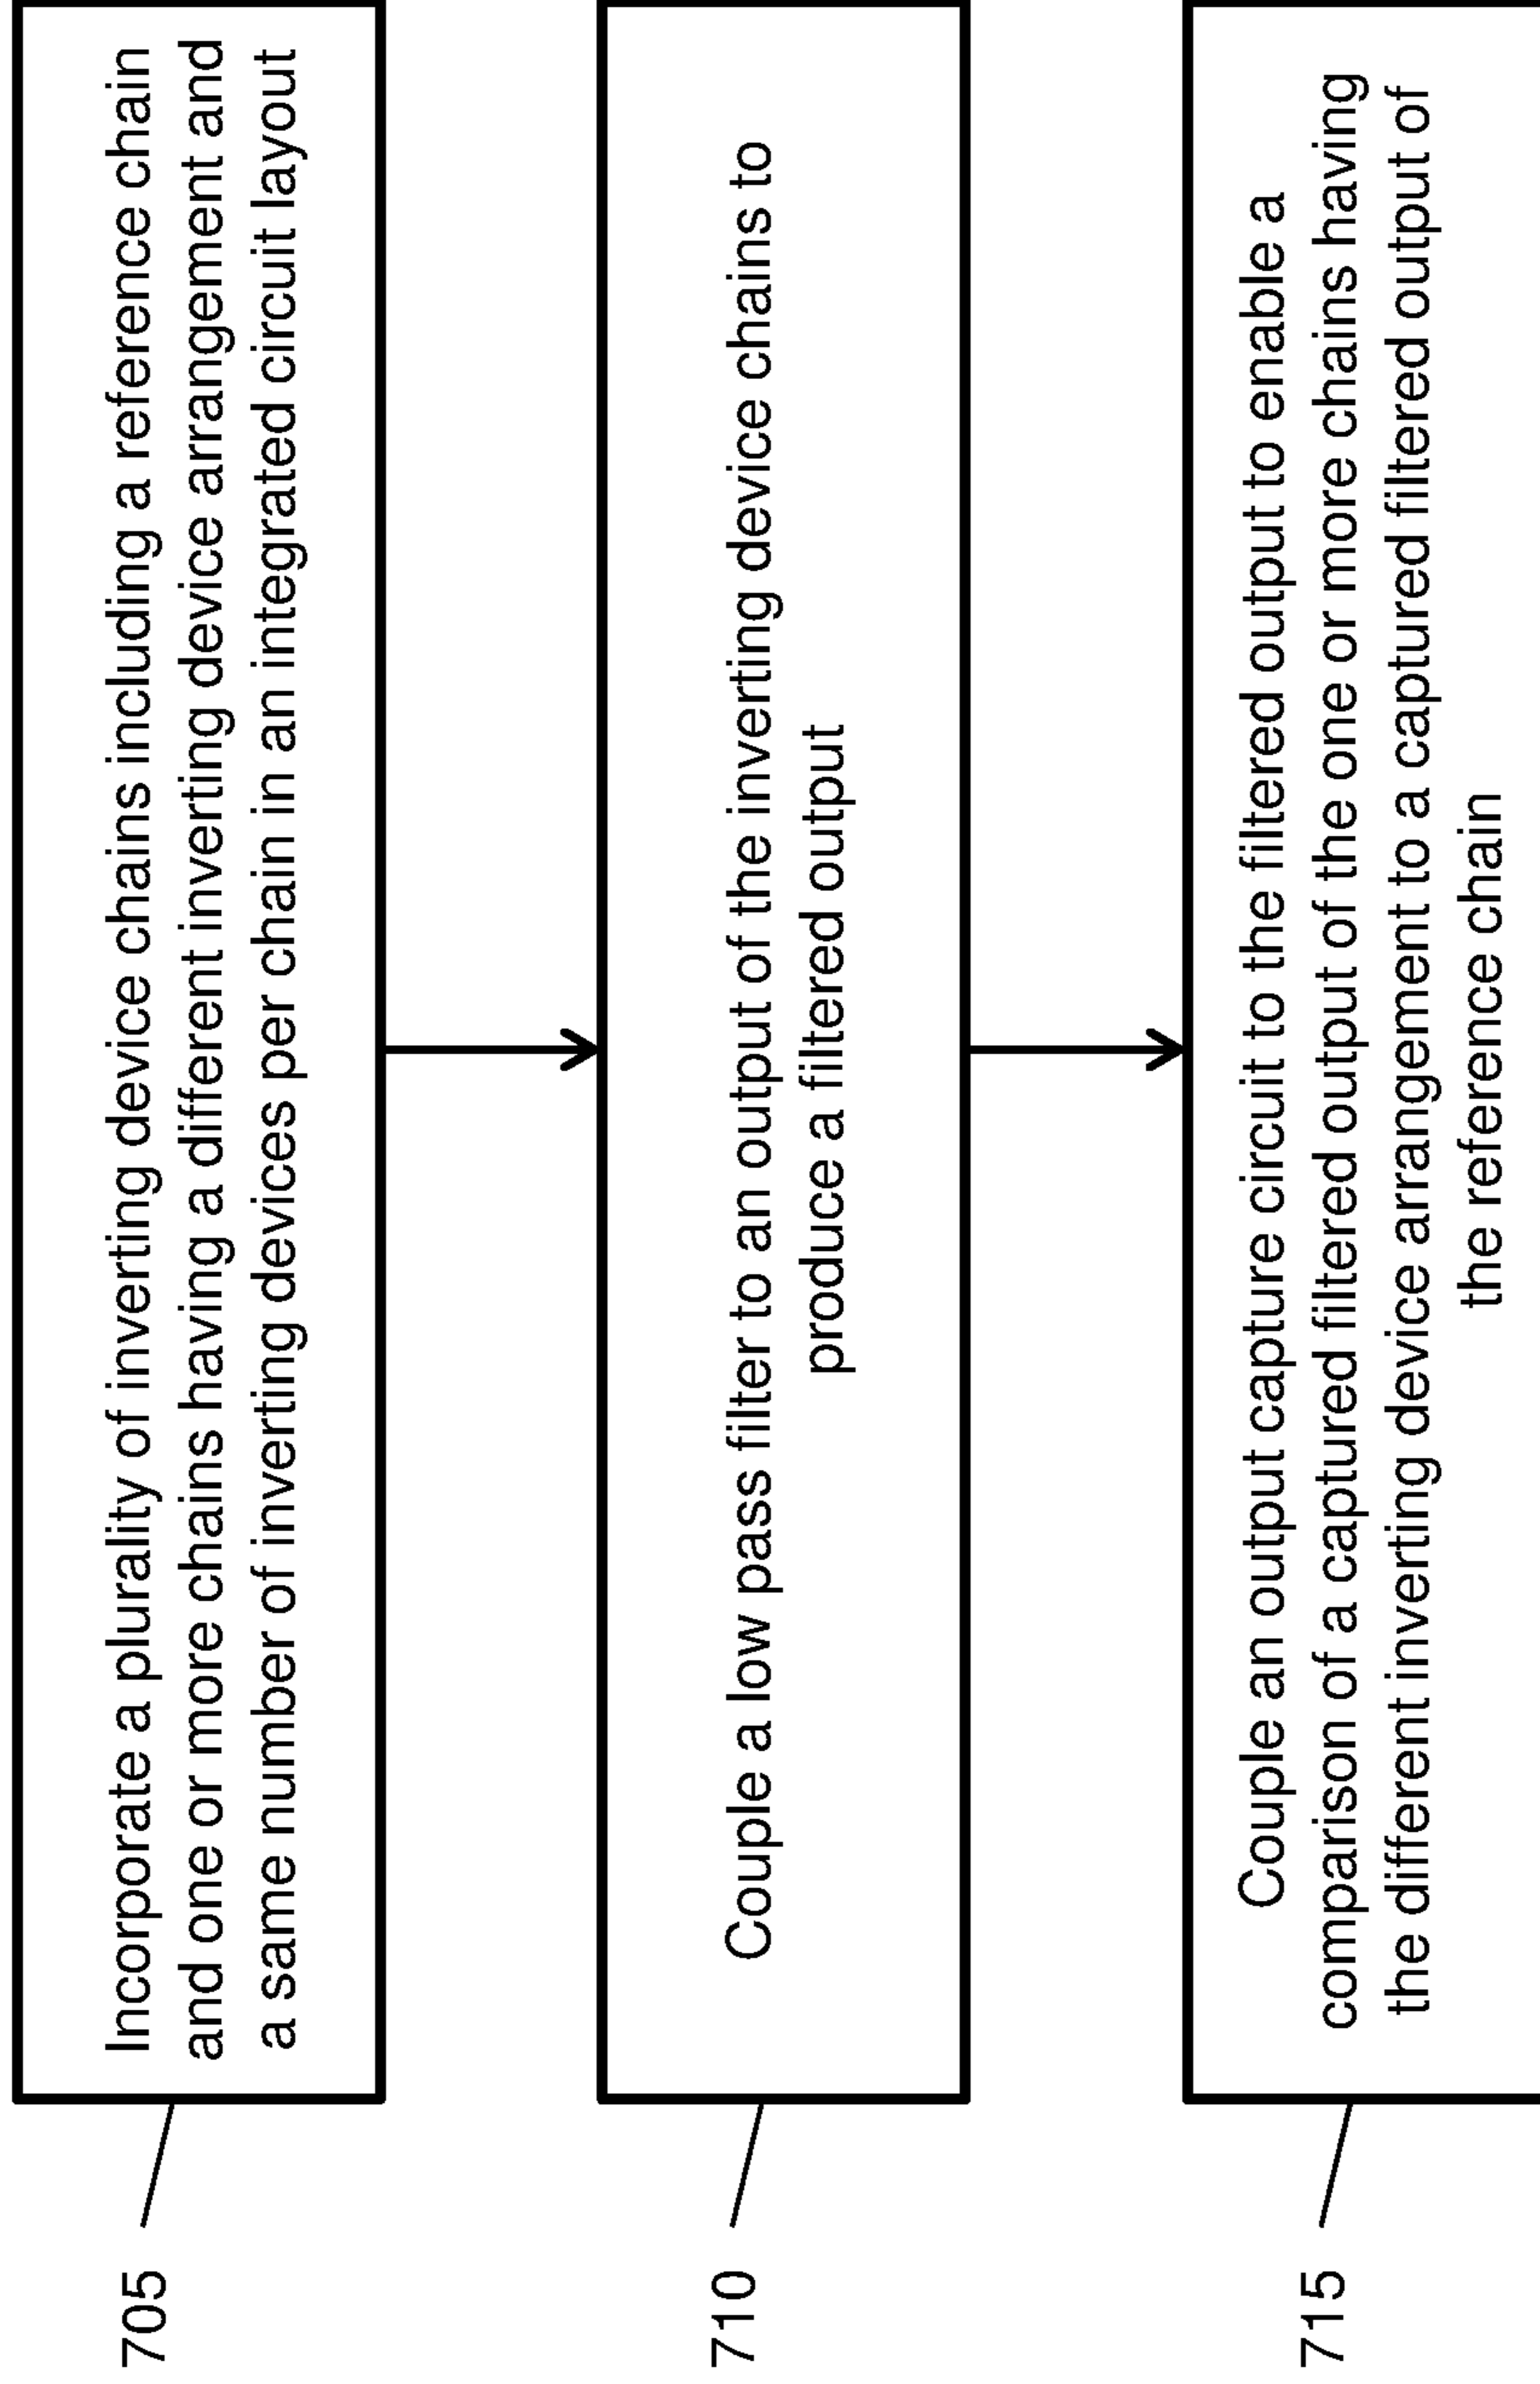 705
Incorporate a plurality of inverting device chains including a reference chain
and one or more chains having a different inverting device arrangement and
a same number of inverting devices per chain in an integrated circuit layout
710
Couple a low pass filter to an output of the inverting device chains to
produce a filtered output
715
Couple an output capture circuit to the filtered output to enable a
comparison of a captured filtered output of the one or more chains having
the different inverting device arrangement to a captured filtered output of
the reference chain